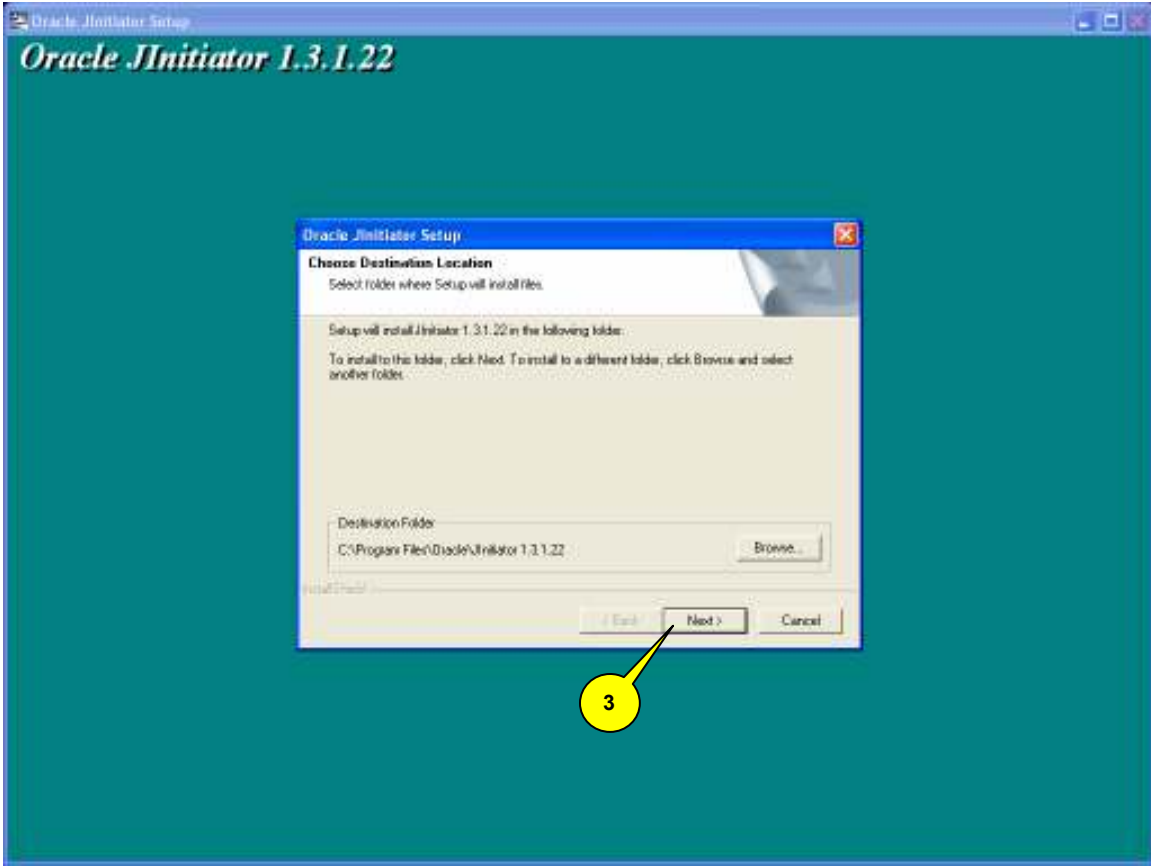 Oracle JInitiator Setup
Oracle JInitiator 1.3.1.22
Oracle JInitiator Setup
Choose Destination Location
Select folder where Setup will install files.
Setup will install JInitiator 1.3.1.22 in the following folder.
To install to this folder, click Next. To install to a different folder, click Browse and select
another folder.
Destination Folder
C:\Program Files\Oracle\JInitiator 1.3.1.22
Browse...
InstallShield
< Back
Next >
Cancel
3